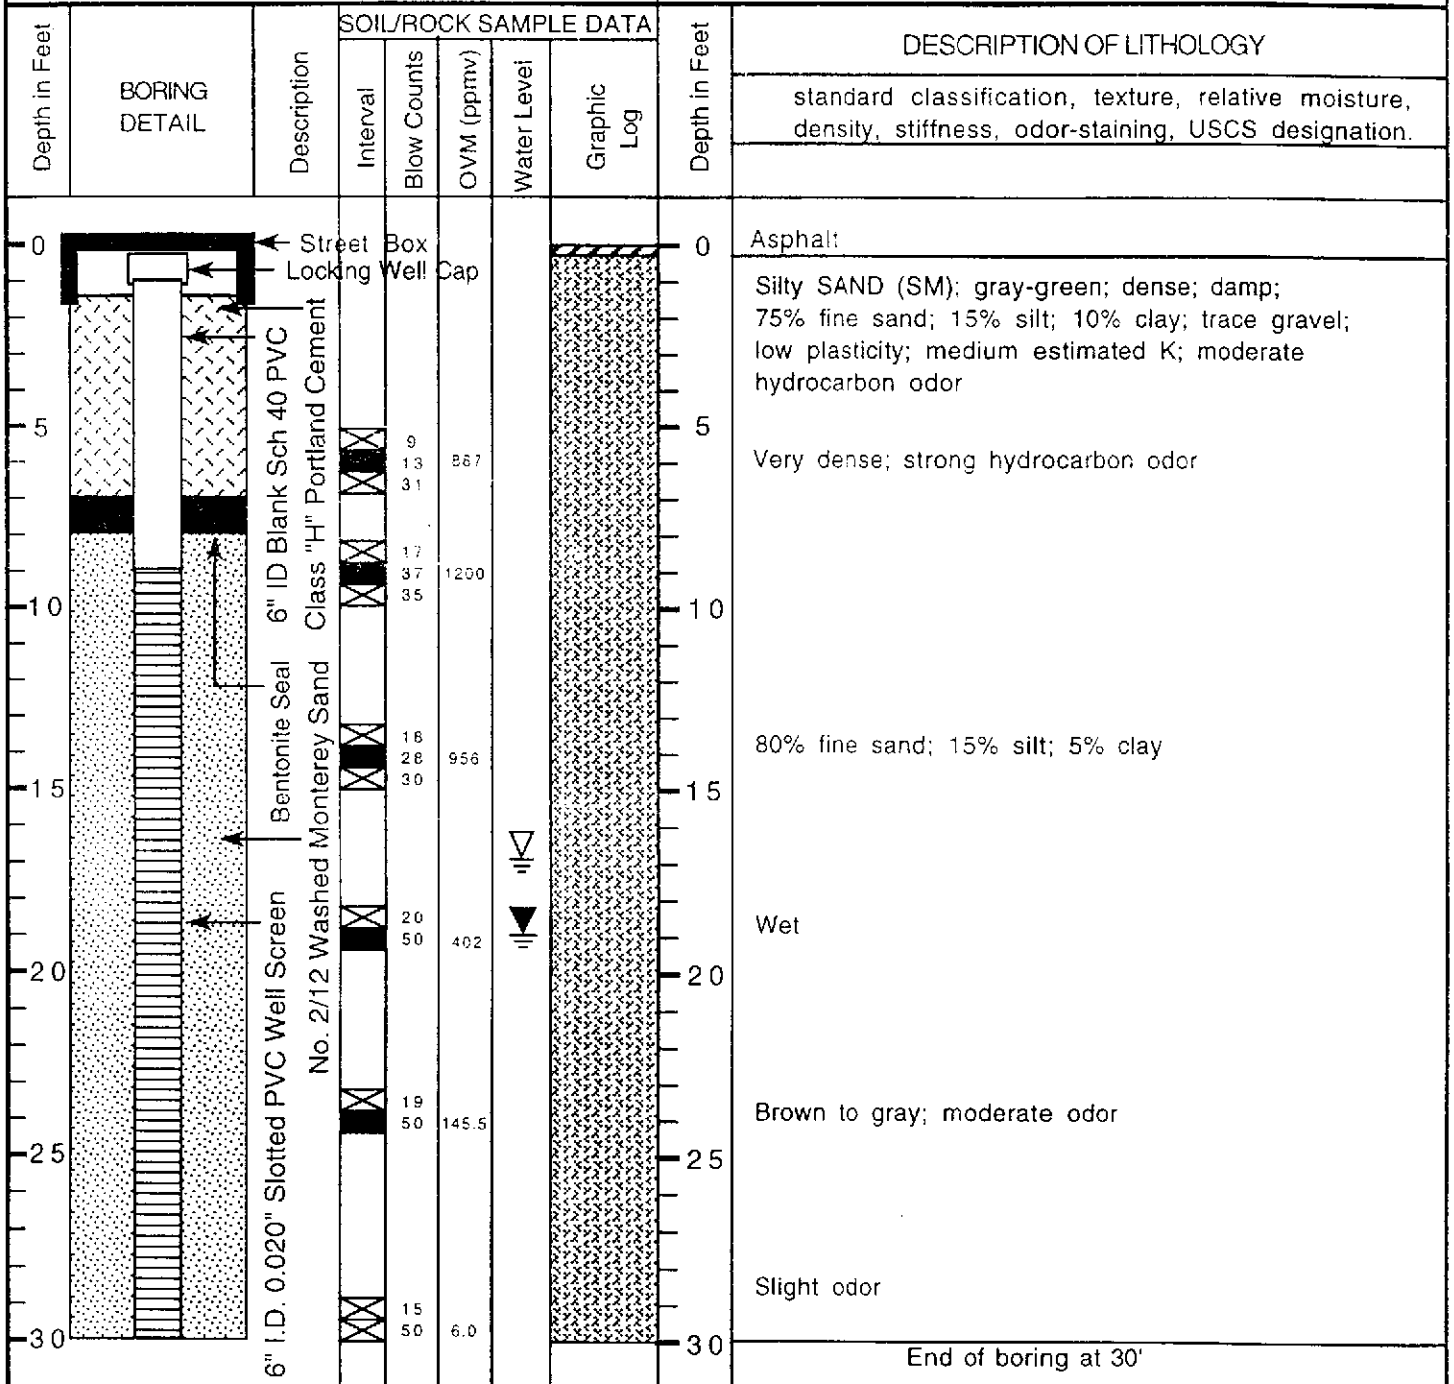 SOIL/ROCK SAMPLE DATA
Depth in Feet
BORING
DETAIL
Description
Interval
Blow Counts
OVM (ppmv)
Water Level
Graphic
Log
Depth in Feet
DESCRIPTION OF LITHOLOGY
standard classification, texture, relative moisture,
density, stiffness, odor-staining, USCS designation.
0
5
10
15
20
25
30
Street Box
Locking Well Cap
6" ID Blank Sch 40 PVC
Class "H" Portland Cement
Bentonite Seal
No. 2/12 Washed Monterey Sand
6" I.D. 0.020" Slotted PVC Well Screen
9
13 867
31
17
37 1200
35
18
28 956
30
20
50 402
19
50 145.5
15
50 6.0
0
5
10
15
20
25
30
Asphalt
Silty SAND (SM); gray-green; dense; damp;
75% fine sand; 15% silt; 10% clay; trace gravel;
low plasticity; medium estimated K; moderate
hydrocarbon odor
Very dense; strong hydrocarbon odor
80% fine sand; 15% silt; 5% clay
Wet
Brown to gray; moderate odor
Slight odor
End of boring at 30'